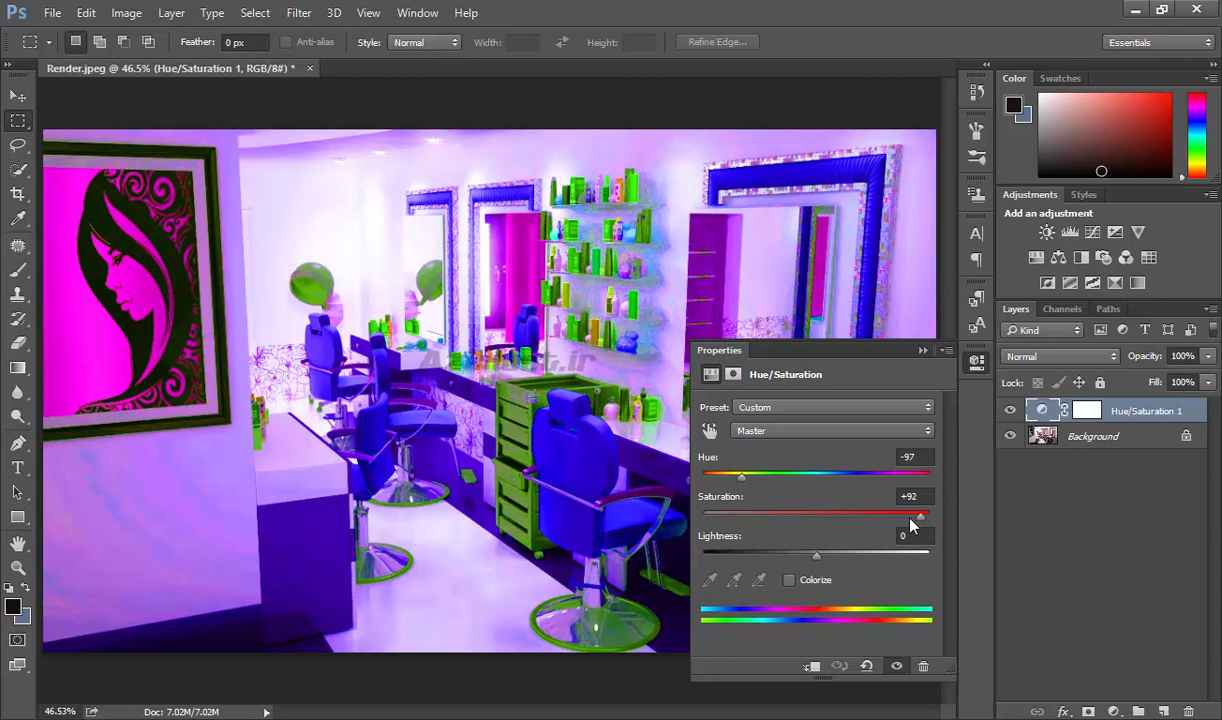 Ps File Edit Image Layer Type Select Filter 3D View Window Help
Feather: 0 px Anti-alias Style: Normal Width: Height: Refine Edge... Essentials
Render.jpeg @ 46.5% (Hue/Saturation 1, RGB/8#) * ×
Color Swatches
Adjustments Styles
Add an adjustment
Layers Channels Paths
Kind
Normal Opacity: 100%
Lock: Fill: 100%
Hue/Saturation 1
Background
Properties
Hue/Saturation
Preset: Custom
Master
Hue: -97
Saturation: +92
Lightness: 0
Colorize
46.53% Doc: 7.02M/7.02M